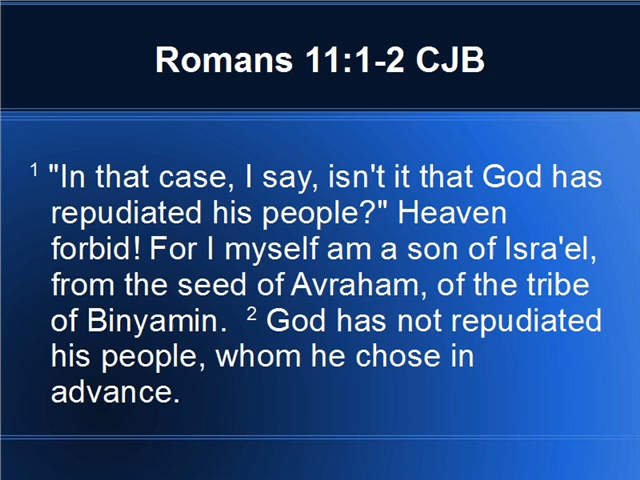 Romans 11:1-2 CJB
1 "In that case, I say, isn't it that God has
repudiated his people?" Heaven
forbid! For I myself am a son of Isra'el,
from the seed of Avraham, of the tribe
of Binyamin. 2 God has not repudiated
his people, whom he chose in
advance.